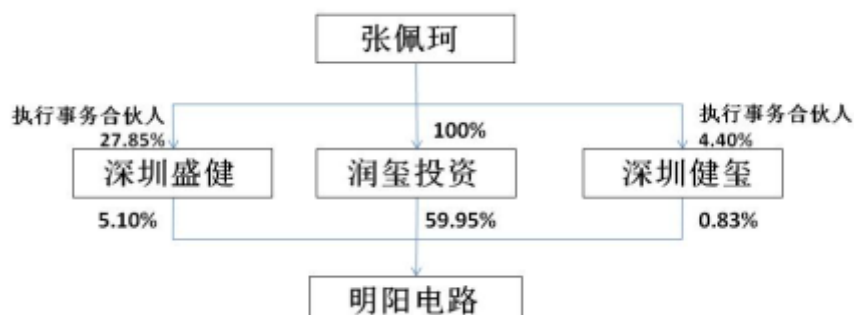 张佩珂
执行事务合伙人
27.85%
100%
执行事务合伙人
4.40%
深圳盛健
润玺投资
深圳健玺
5.10%
59.95%
0.83%
明阳电路